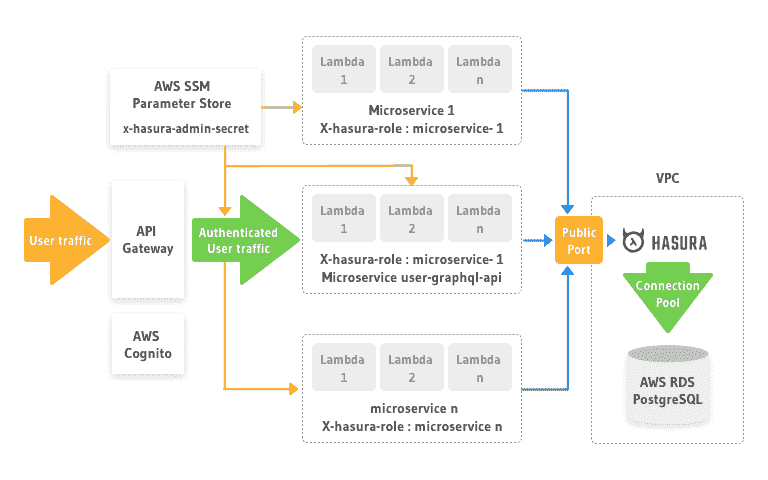 User traffic
AWS SSM
Parameter Store
x-hasura-admin-secret
API
Gateway
AWS
Cognito
Authenticated
User traffic
Lambda
1
Lambda
2
Lambda
n
Microservice 1
X-hasura-role : microservice- 1
Lambda
1
Lambda
2
Lambda
n
X-hasura-role : microservice- 1
Microservice user-graphql-api
Lambda
1
Lambda
2
Lambda
n
microservice n
X-hasura-role : microservice n
Public
Port
VPC
HASURA
Connection
Pool
AWS RDS
PostgreSQL